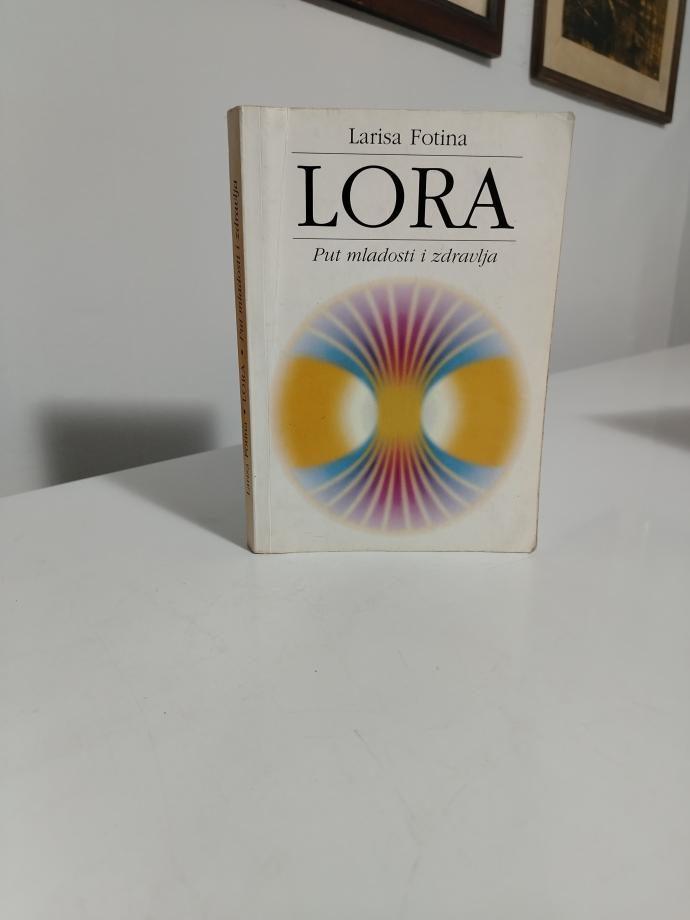 Larisa Fotina
LORA
Put mladosti i zdravlja
Larisa Fotina • LORA • Put mladosti i zdravlja